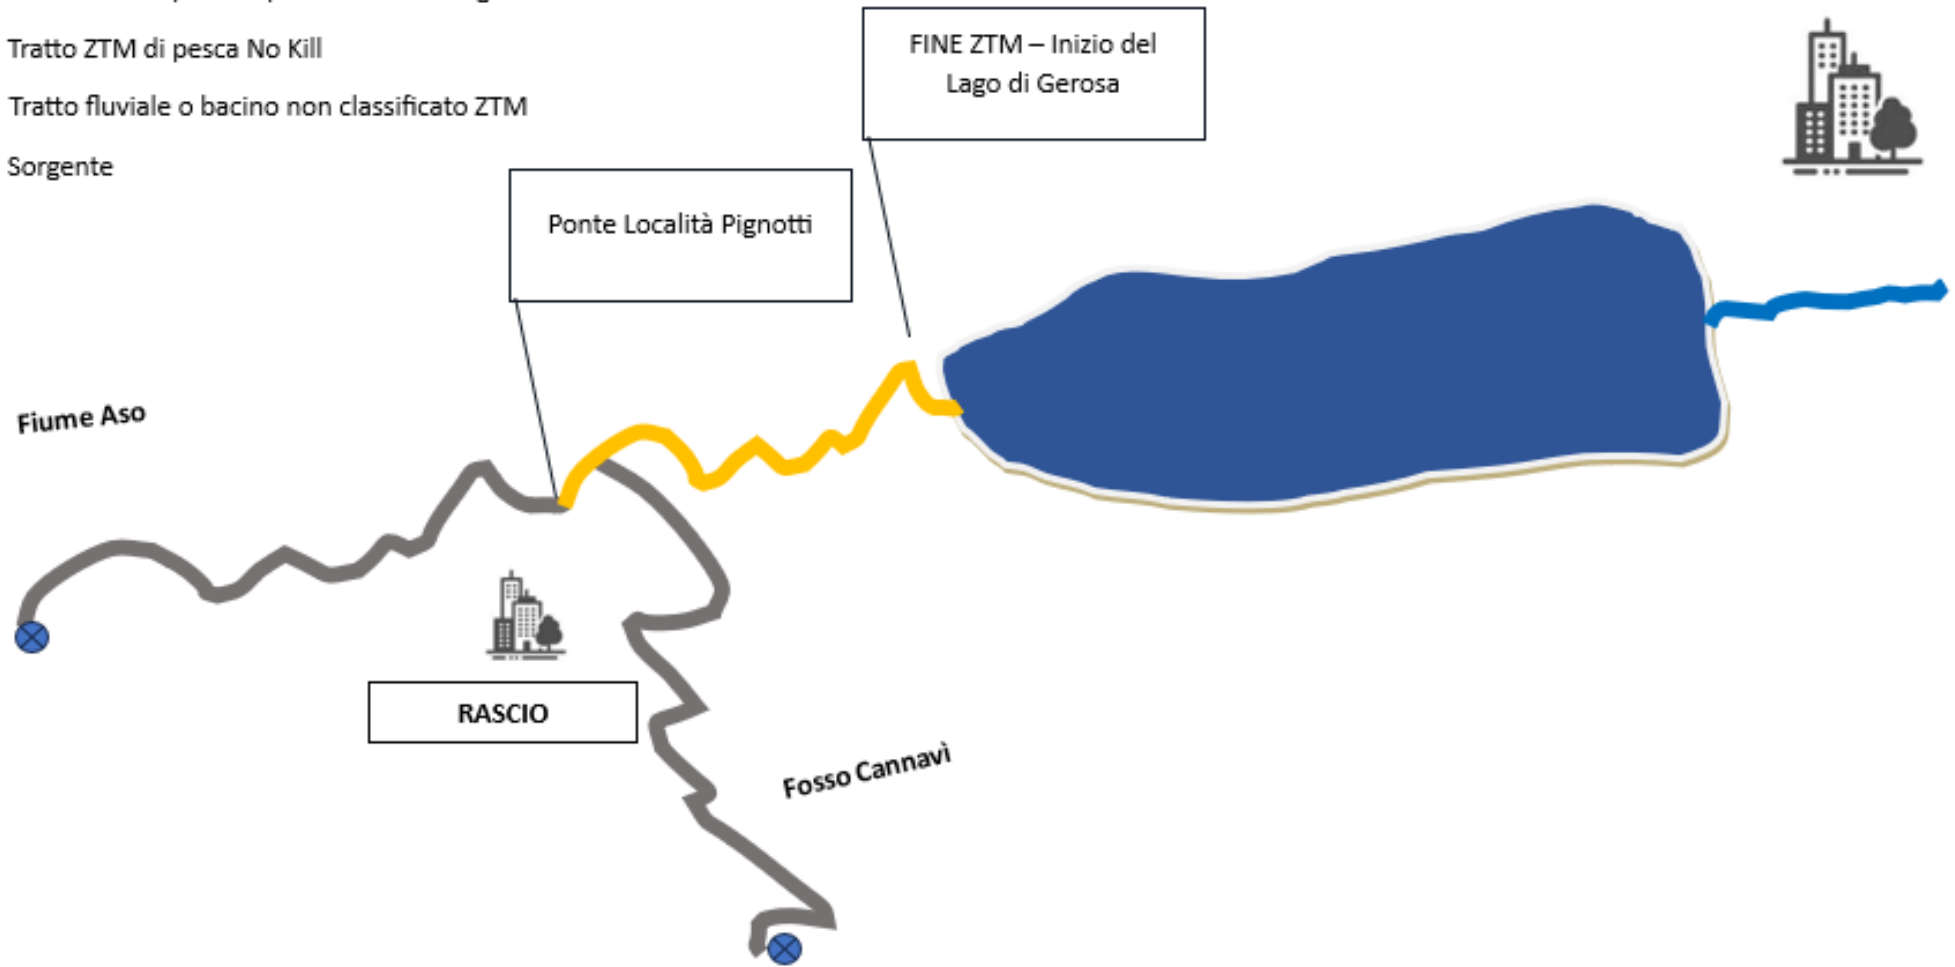 Tratto ZTM di pesca No Kill
Tratto fluviale o bacino non classificato ZTM
Sorgente
FINE ZTM – Inizio del
Lago di Gerosa
Ponte Località Pignotti
Fiume Aso
RASCIO
Fosso Cannavì